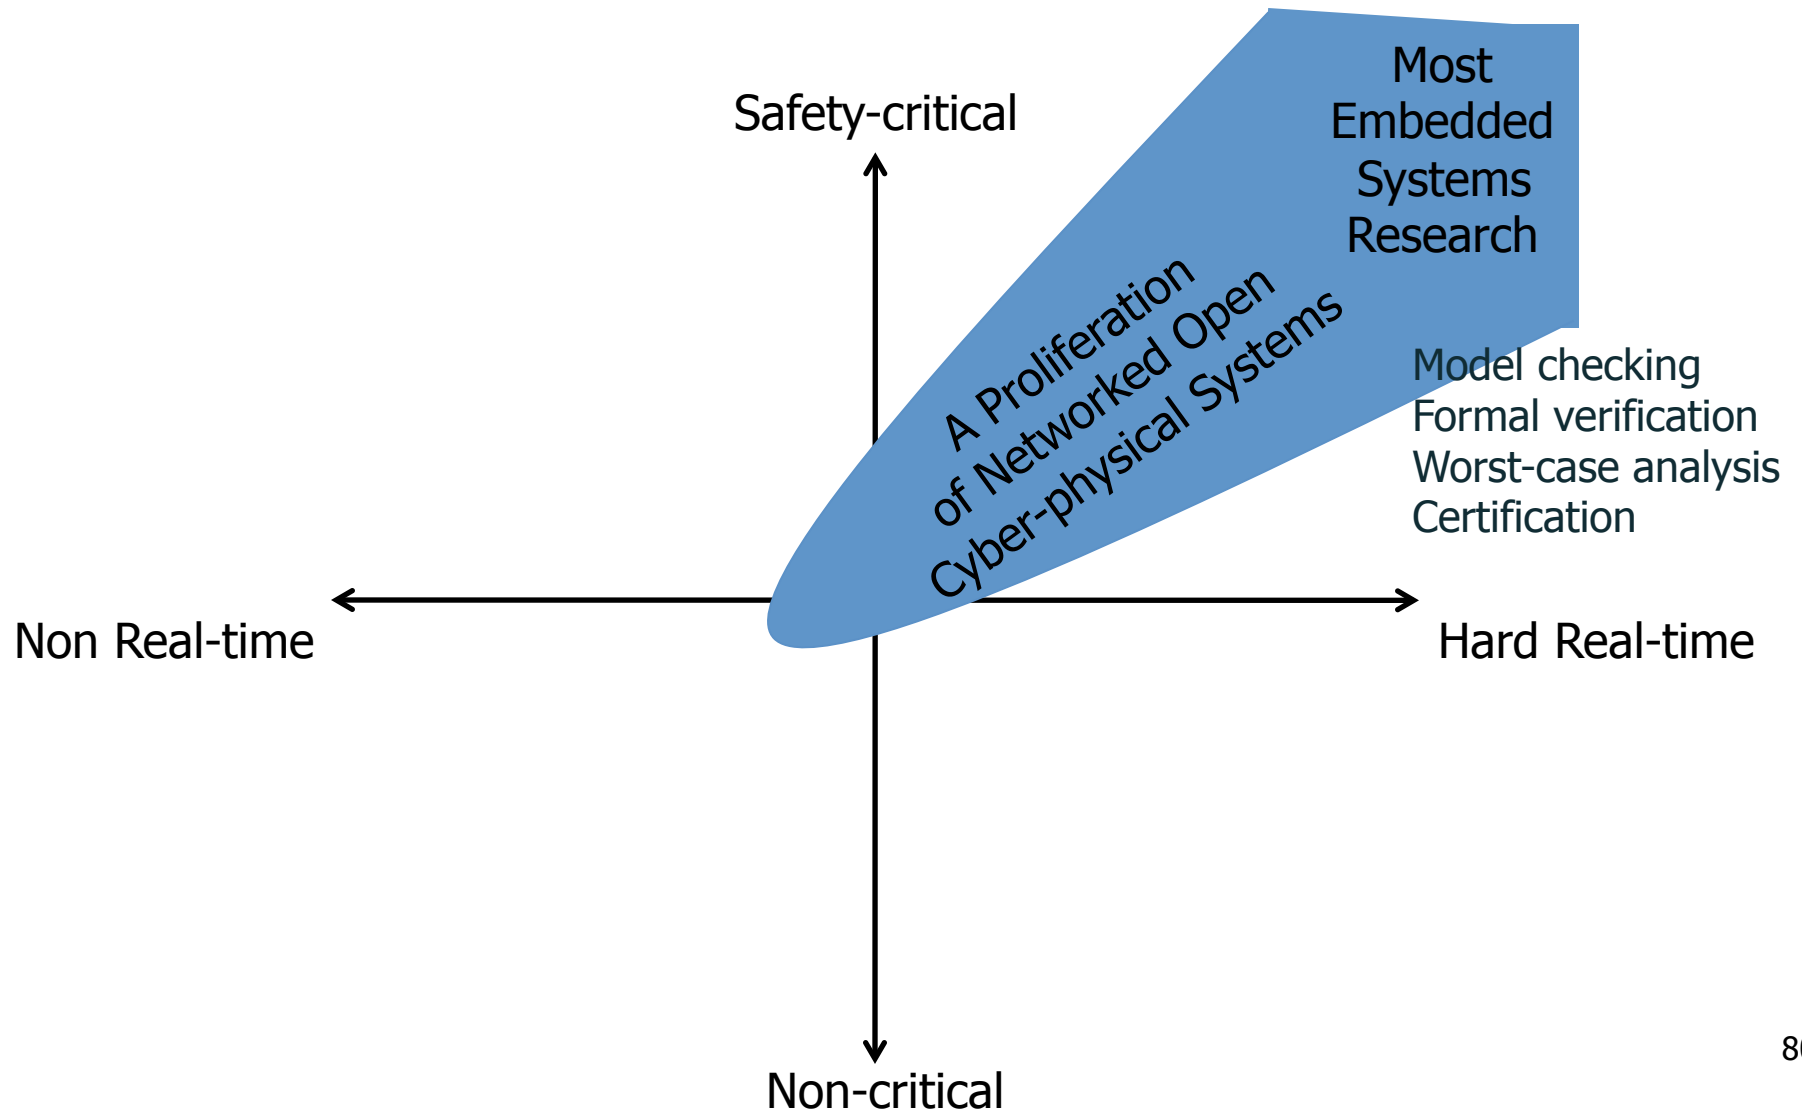 Most
Embedded
Systems
Research
Safety-critical
A Proliferation
of Networked Open
Cyber-physical Systems
Model checking
Formal verification
Worst-case analysis
Certification
Non Real-time
Hard Real-time
Non-critical